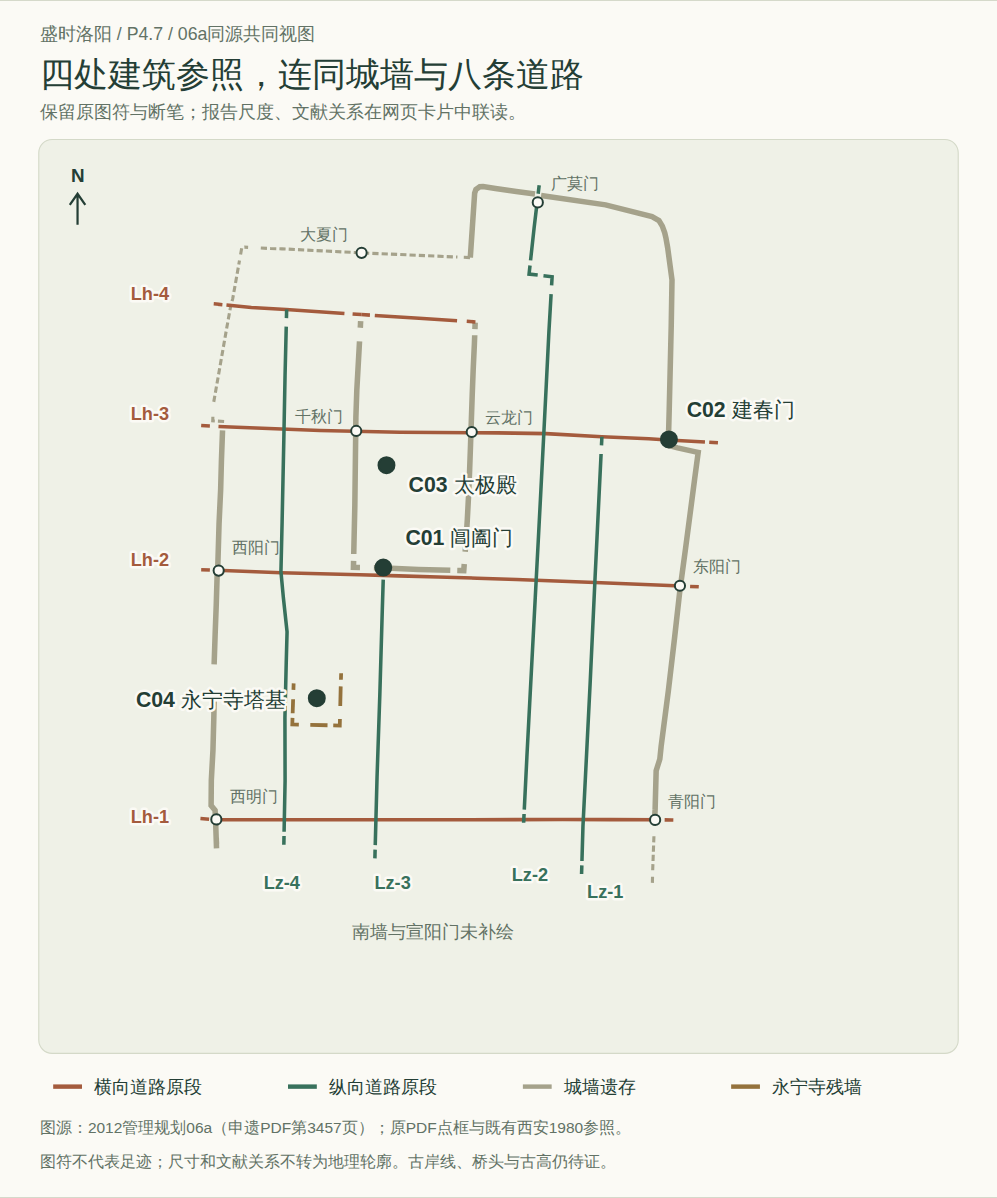 盛时洛阳 / P4.7 / 06a同源共同视图
四处建筑参照，连同城墙与八条道路
保留原图符与断笔；报告尺度、文献关系在网页卡片中联读。
N
广莫门
大夏门
Lh-4
Lh-3
千秋门
云龙门
C02 建春门
C03 太极殿
C01 阊阖门
西阳门
Lh-2
东阳门
C04 永宁寺塔基
西明门
青阳门
Lh-1
Lz-4
Lz-3
Lz-2
Lz-1
南墙与宣阳门未补绘
横向道路原段
纵向道路原段
城墙遗存
永宁寺残墙
图源：2012管理规划06a（申遗PDF第3457页）；原PDF点框与既有西安1980参照。
图符不代表足迹；尺寸和文献关系不转为地理轮廓。古岸线、桥头与古高仍待证。